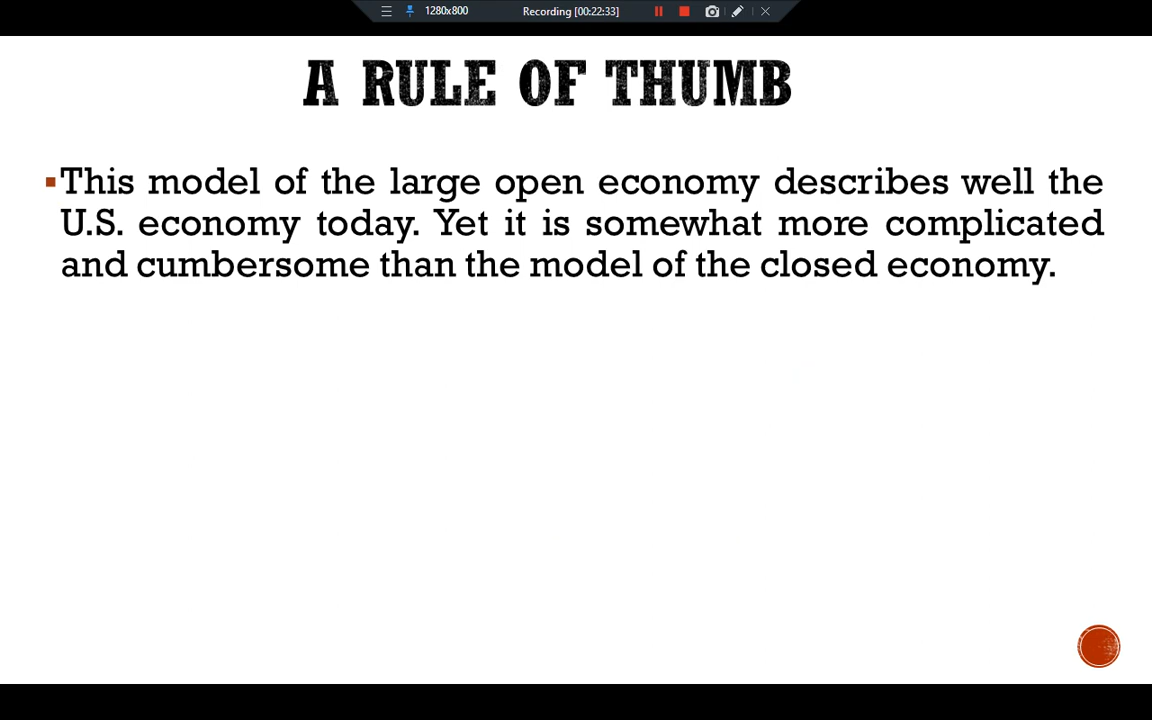 1280x800 Recording [00:22:33]
A RULE OF THUMB
▪This model of the large open economy describes well the
U.S. economy today. Yet it is somewhat more complicated
and cumbersome than the model of the closed economy.